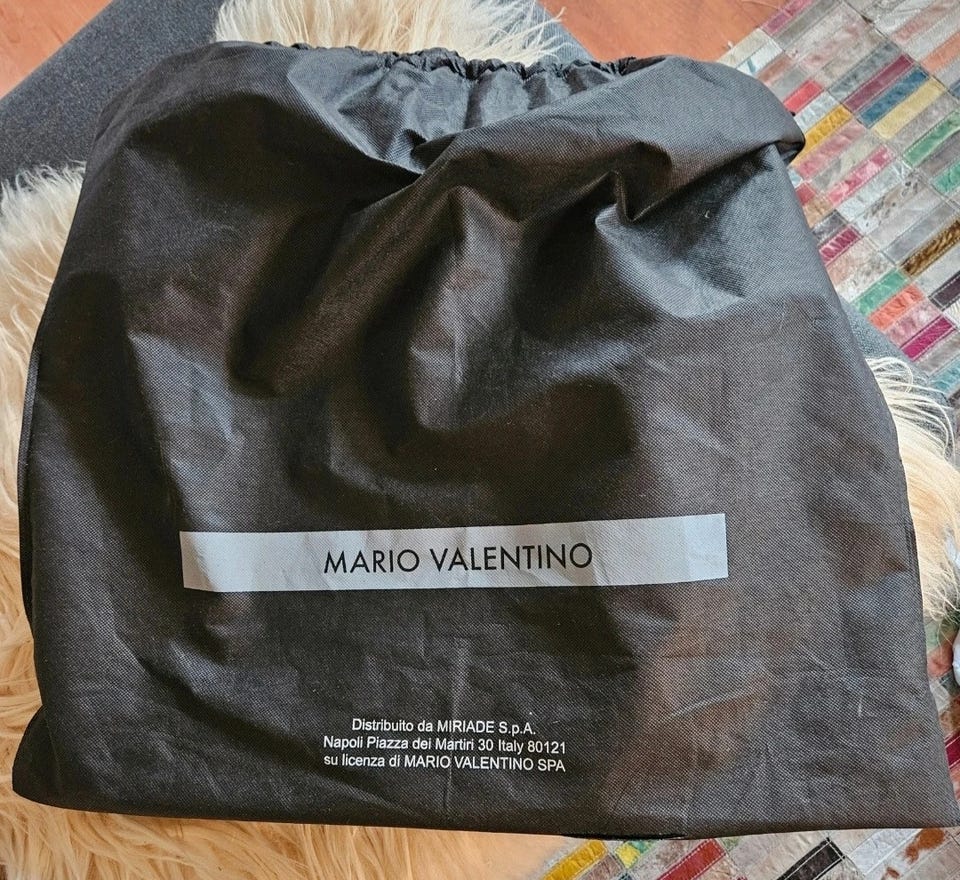 MARIO VALENTINO
Distribuito da MIRIADE S.p.A.
Napoli Piazza dei Martiri 30 Italy 80121
su licenza di MARIO VALENTINO SPA